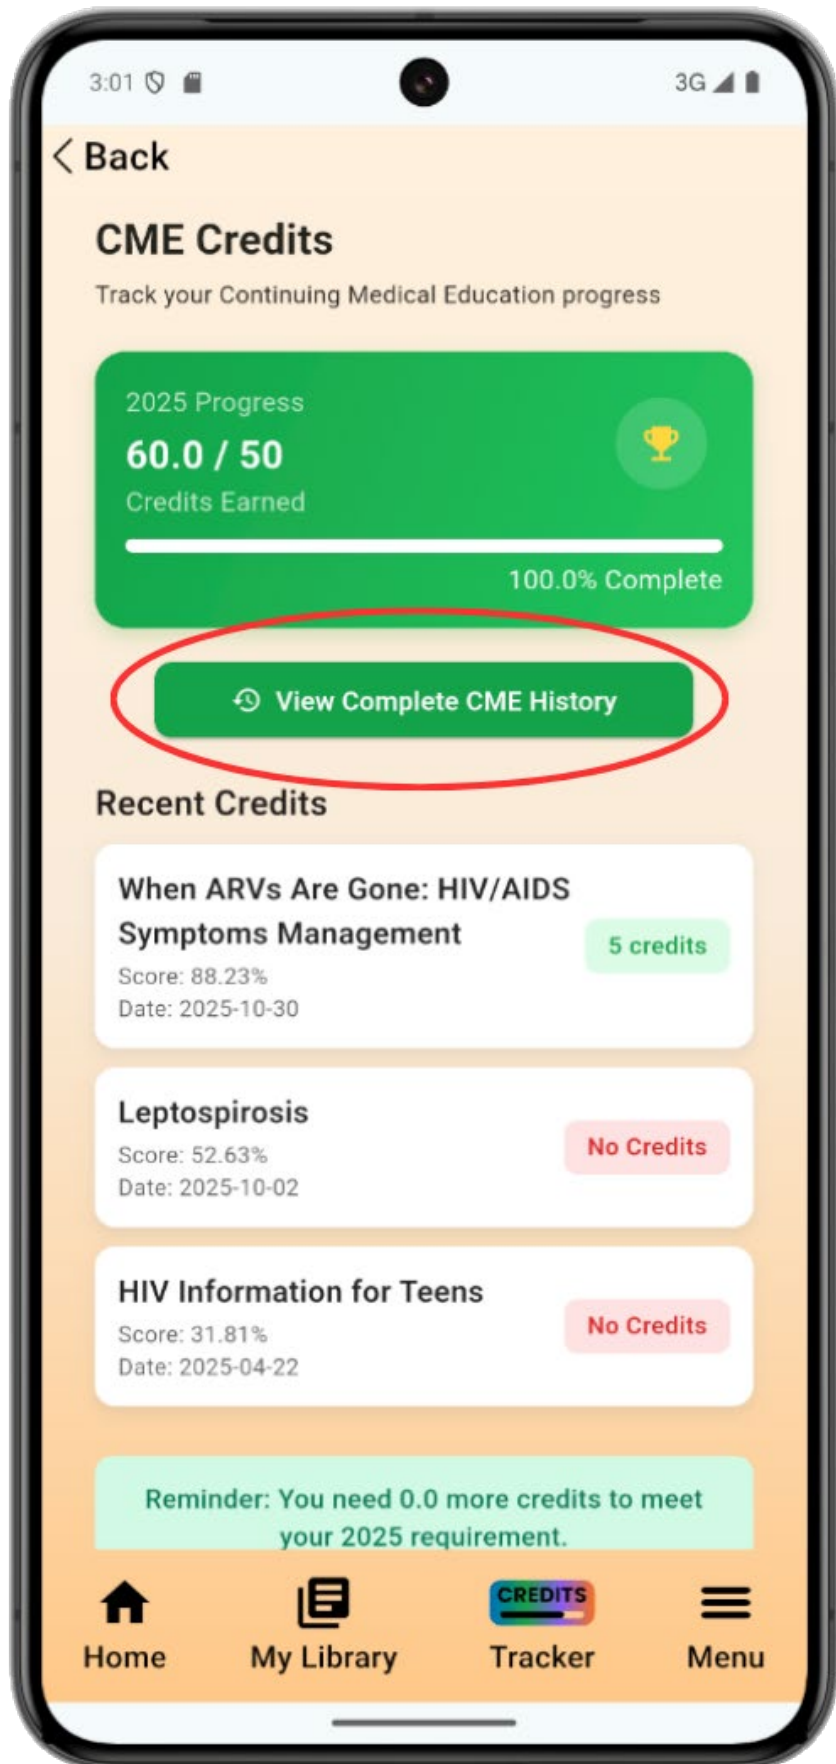 3:01
3G
Back
CME Credits
Track your Continuing Medical Education progress
2025 Progress
60.0 / 50
Credits Earned
100.0% Complete
View Complete CME History
Recent Credits
When ARVs Are Gone: HIV/AIDS
Symptoms Management
5 credits
Score: 88.23%
Date: 2025-10-30
Leptospirosis
No Credits
Score: 52.63%
Date: 2025-10-02
HIV Information for Teens
No Credits
Score: 31.81%
Date: 2025-04-22
Reminder: You need 0.0 more credits to meet
your 2025 requirement.
CREDITS
Home
My Library
Tracker
Menu